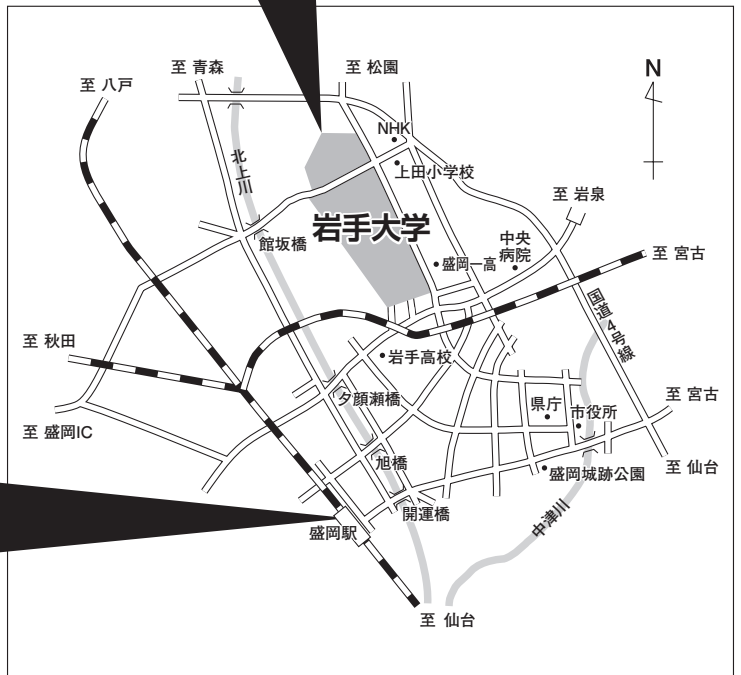 至 青森
至 松園
至 八戸
N
NHK
北上川
上田小学校
至 岩泉
岩手大学
館坂橋
中央
病院
盛岡一高
至 宮古
国道4号線
至 秋田
岩手高校
夕顔瀬橋
県庁
市役所
至 宮古
至 盛岡IC
旭橋
盛岡城跡公園
至 仙台
開運橋
盛岡駅
中津川
至 仙台